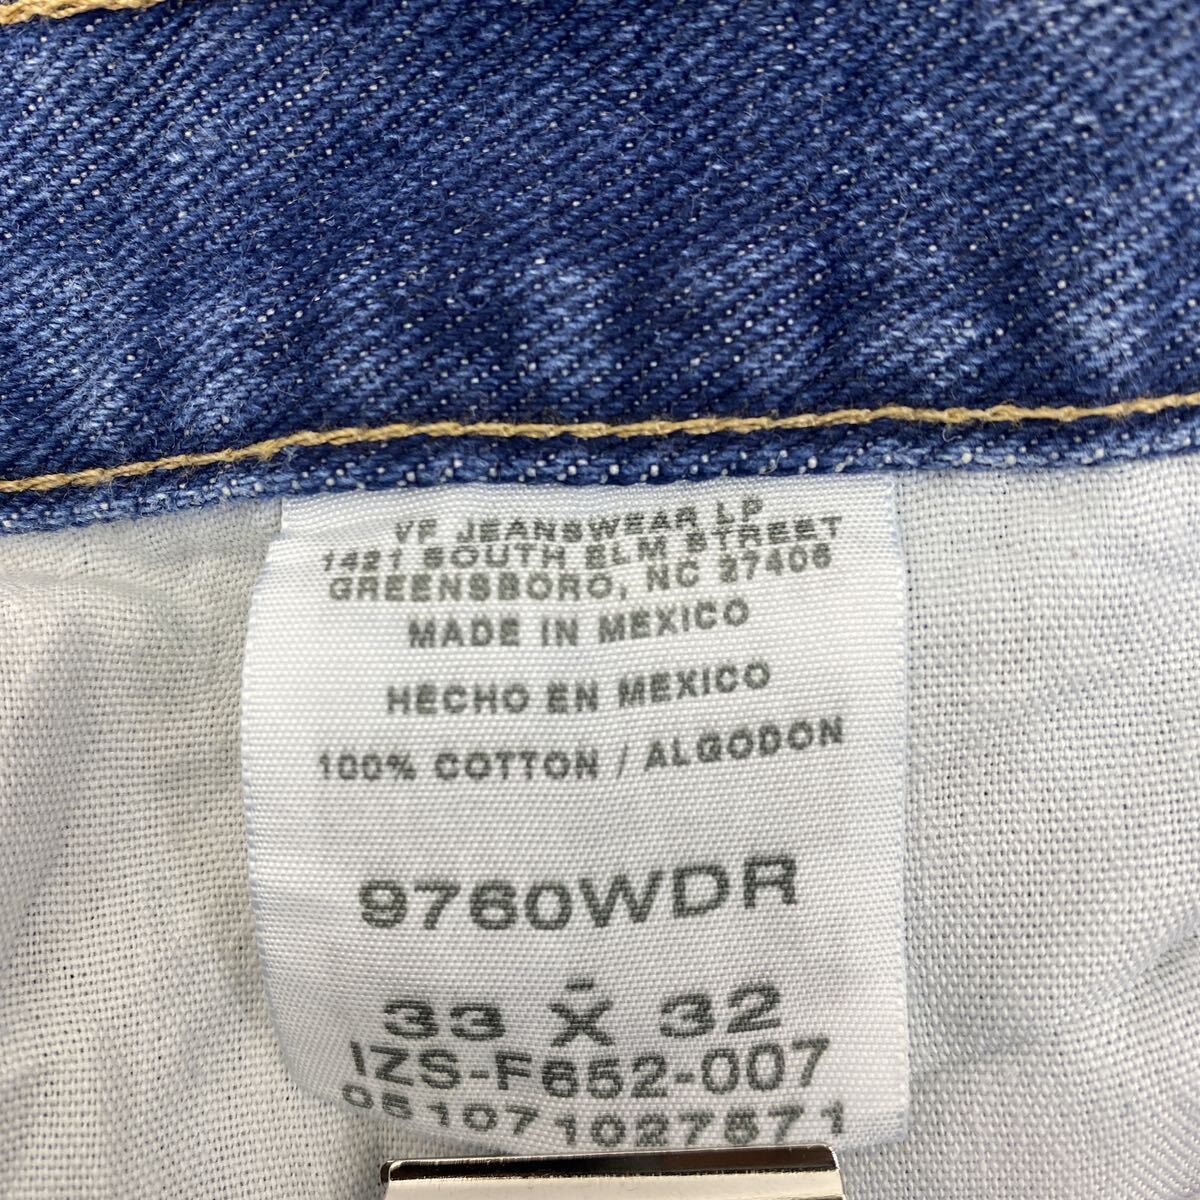 VF JEANSWEAR LP
1421 SOUTH ELM STREET
GREENSBORO, NC 27406
MADE IN MEXICO
HECHO EN MEXICO
100% COTTON / ALGODON
9760WDR
-
33 X 32
IZS-F652-007
051071027571